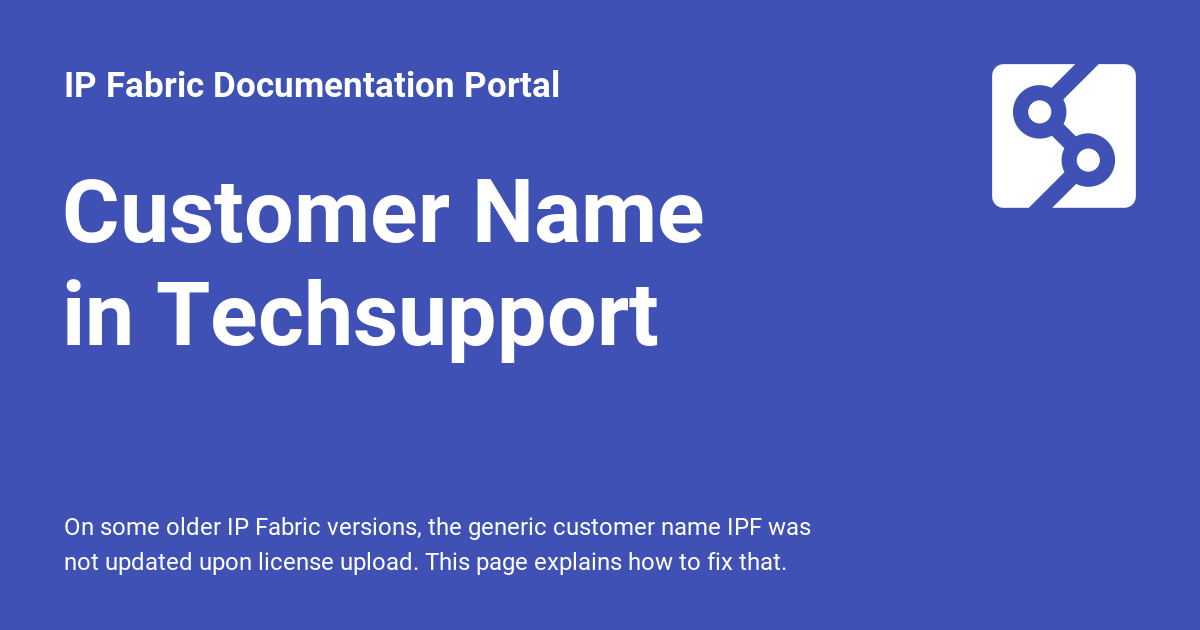 IP Fabric Documentation Portal
Customer Name
in Techsupport
On some older IP Fabric versions, the generic customer name IPF was
not updated upon license upload. This page explains how to fix that.